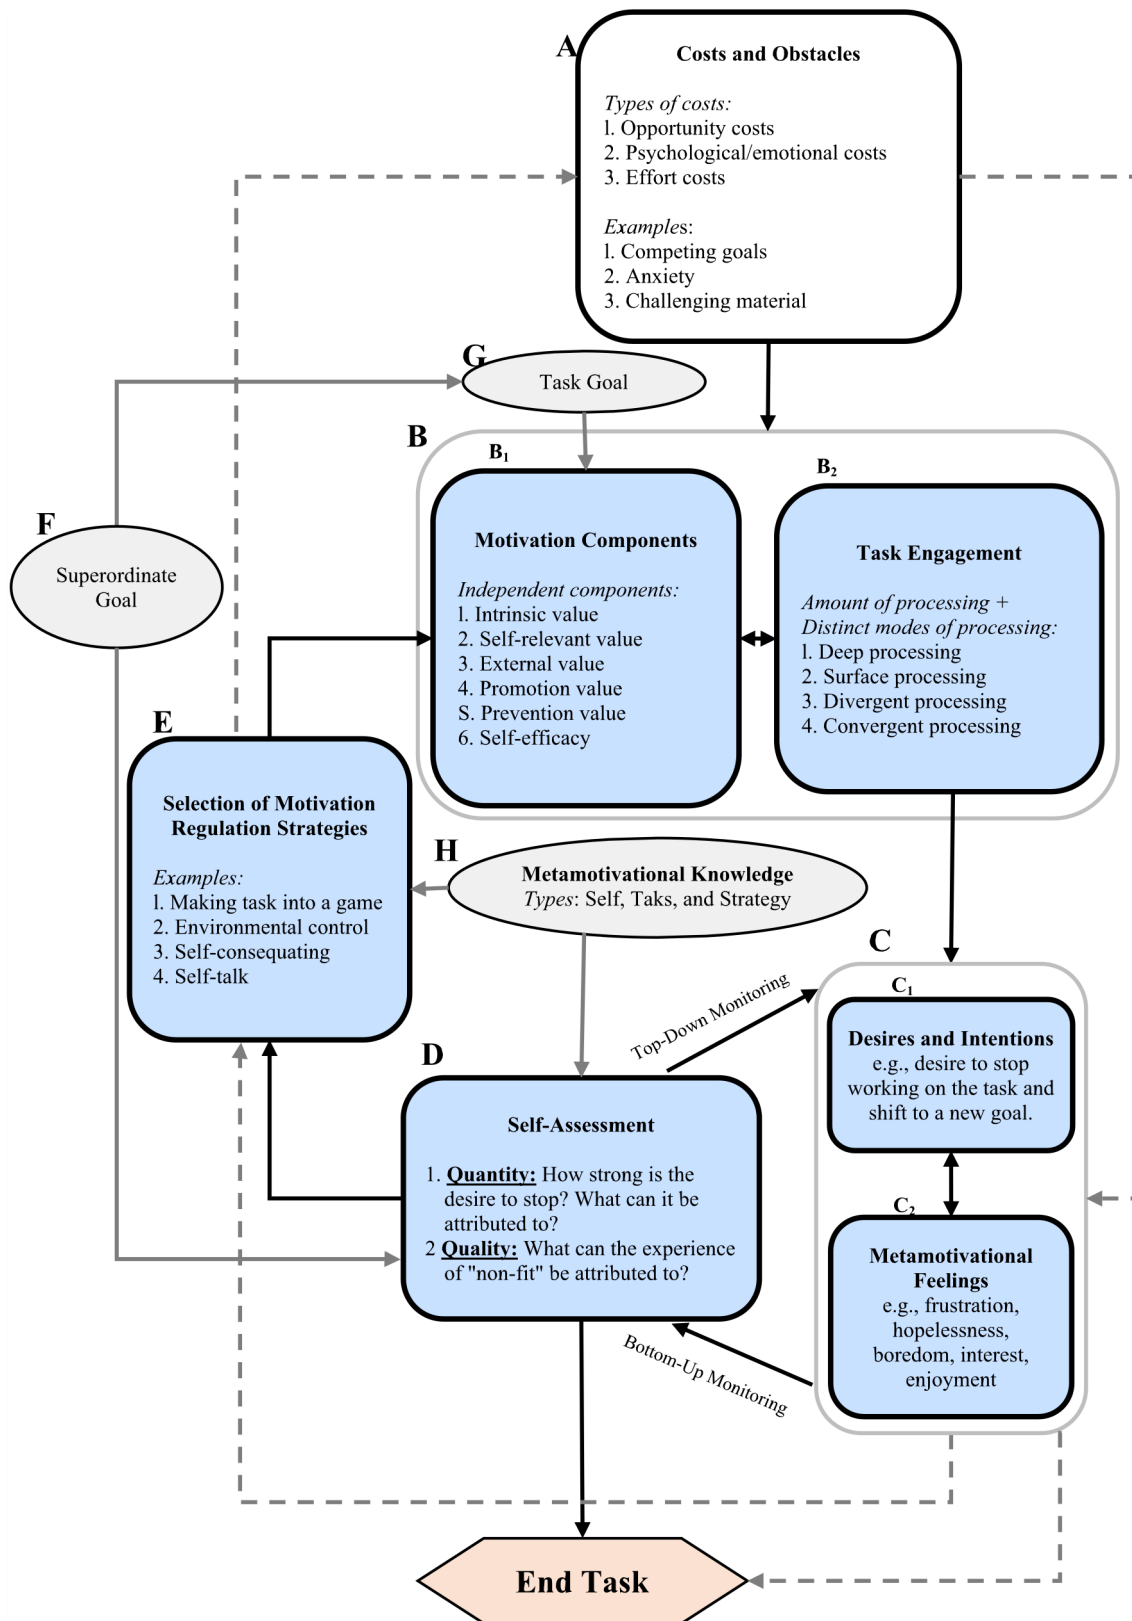 A
Costs and Obstacles
Types of costs:
l. Opportunity costs
2. Psychological/emotional costs
3. Effort costs
Examples:
l. Competing goals
2. Anxiety
3. Challenging material
G
Task Goal
B
B₁
Motivation Components
Independent components:
l. Intrinsic value
2. Self-relevant value
3. External value
4. Promotion value
S. Prevention value
6. Self-efficacy
B₂
Task Engagement
Amount of processing +
Distinct modes of processing:
l. Deep processing
2. Surface processing
3. Divergent processing
4. Convergent processing
F
Superordinate
Goal
E
Selection of Motivation
Regulation Strategies
Examples:
l. Making task into a game
2. Environmental control
3. Self-consequating
4. Self-talk
H
Metamotivational Knowledge
Types: Self, Taks, and Strategy
C
C₁
Desires and Intentions
e.g., desire to stop
working on the task and
shift to a new goal.
C₂
Metamotivational
Feelings
e.g., frustration,
hopelessness,
boredom, interest,
enjoyment
Top-Down Monitoring
D
Self-Assessment
1. Quantity: How strong is the
desire to stop? What can it be
attributed to?
2 Quality: What can the experience
of "non-fit" be attributed to?
Bottom-Up Monitoring
End Task